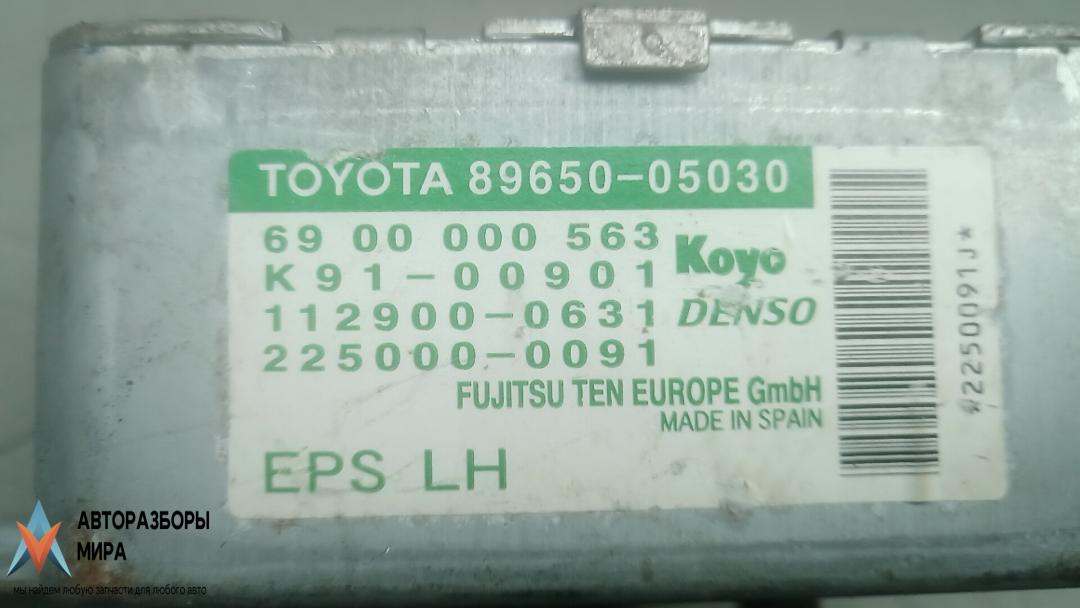 TOYOTA 89650-05030
69 00 000 563
K91-00901
Koyo
112900-0631
DENSO
225000-0091
FUJITSU TEN EUROPE GmbH
MADE IN SPAIN
EPS LH
*2250091J*
АВТОРАЗБОРЫ
МИРА
мы найдем любую запчасти для любого авто